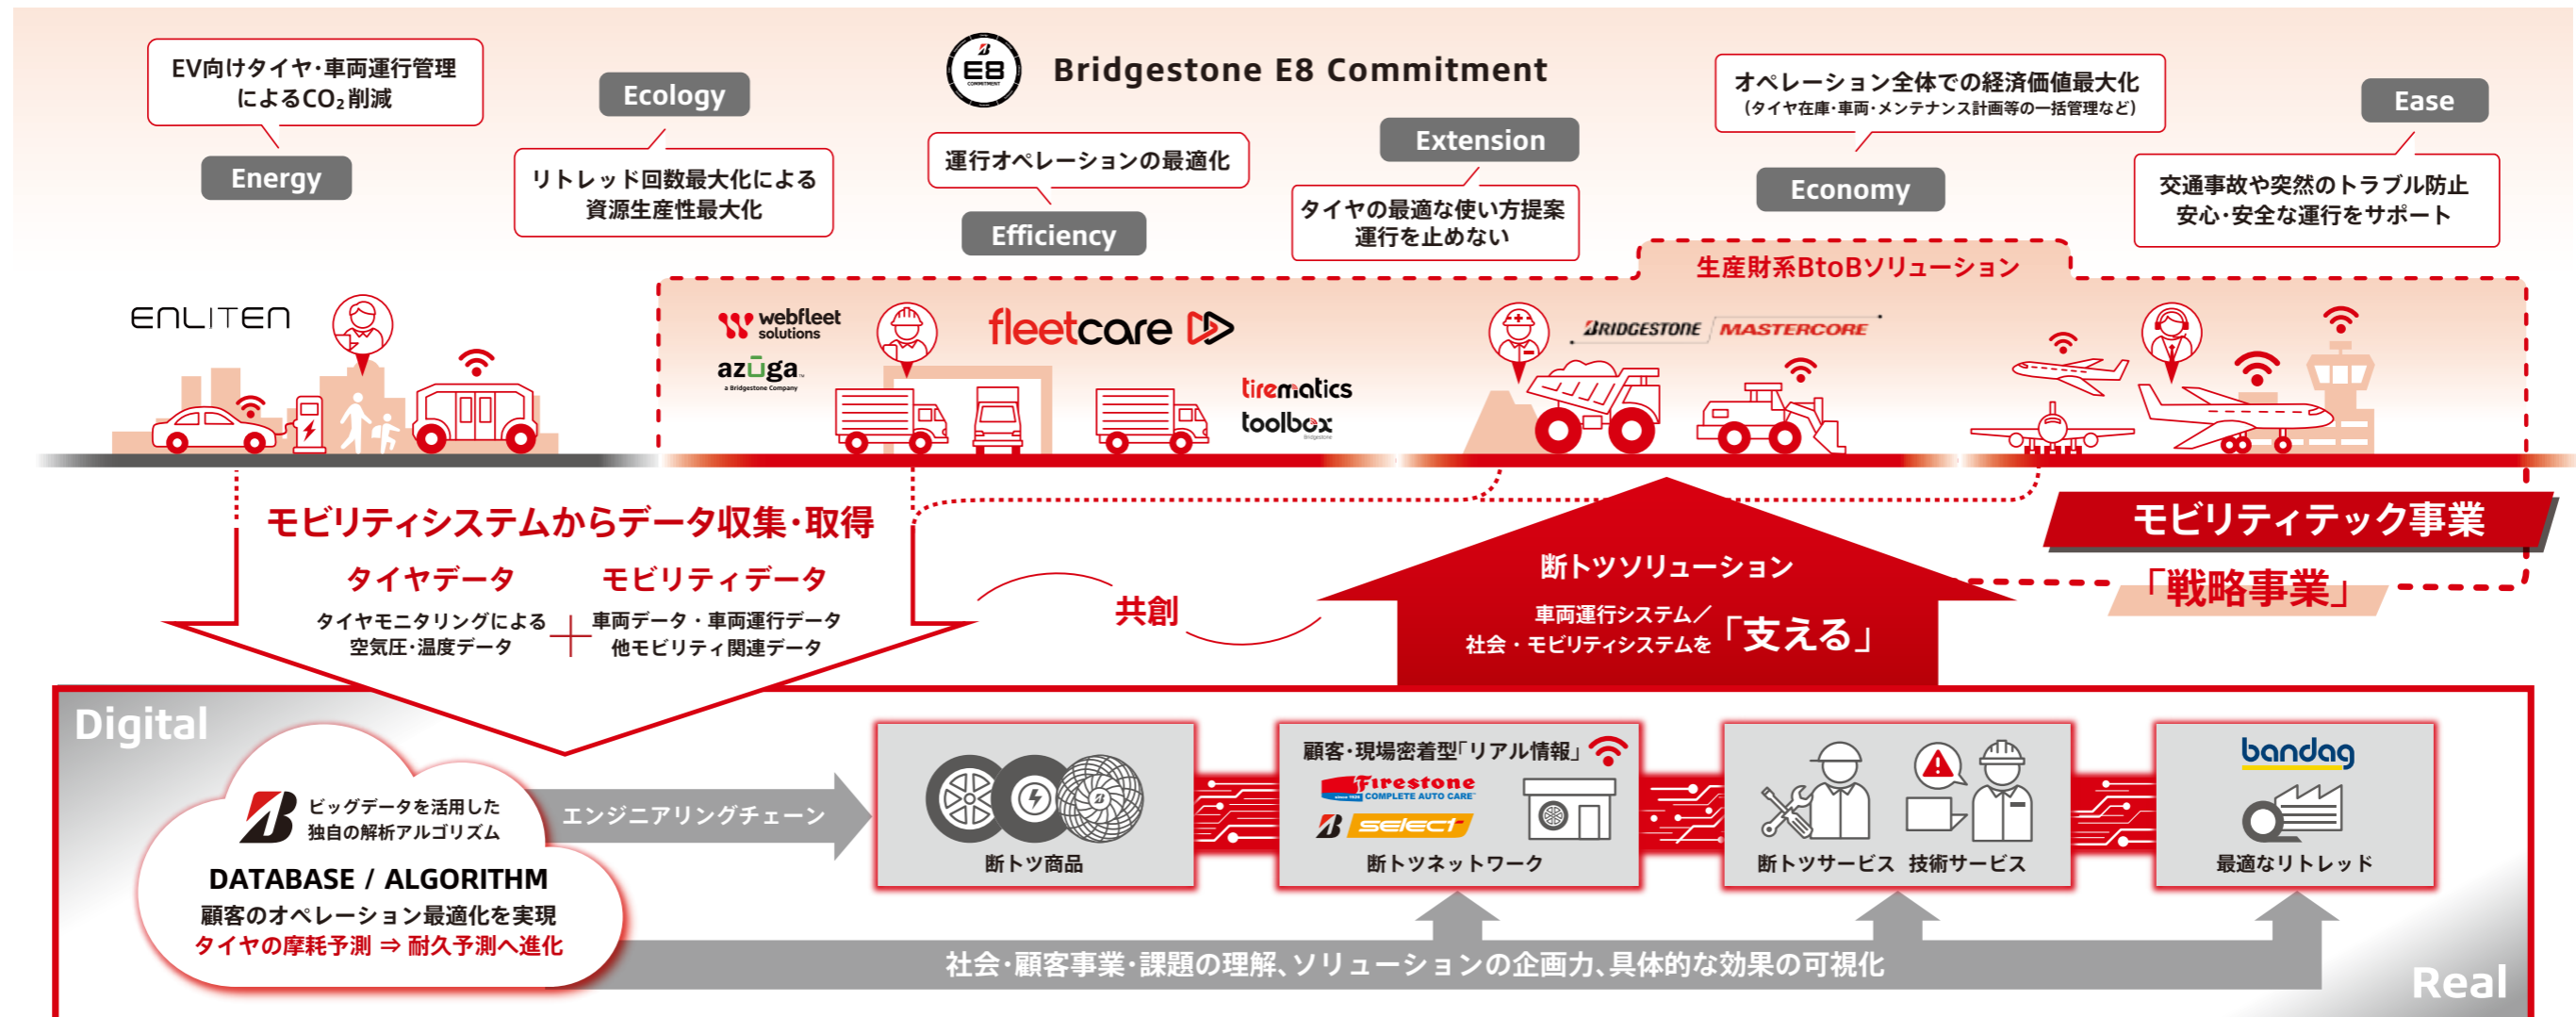 E8
COMMITMENT
Bridgestone E8 Commitment
EV向けタイヤ・車両運行管理
によるCO₂削減
Energy
Ecology
リトレッド回数最大化による
資源生産性最大化
運行オペレーションの最適化
Efficiency
Extension
タイヤの最適な使い方提案
運行を止めない
オペレーション全体での経済価値最大化
(タイヤ在庫・車両・メンテナンス計画等の一括管理など)
Economy
Ease
交通事故や突然のトラブル防止
安心・安全な運行をサポート
生産財系BtoBソリューション
ENLITEN
webfleet
solutions
azuga™
a Bridgestone Company
fleetcare
tirematics
toolbox
Bridgestone
BRIDGESTONE MASTERCORE
モビリティシステムからデータ収集・取得
タイヤデータ
タイヤモニタリングによる
空気圧・温度データ
モビリティデータ
車両データ・車両運行データ
他モビリティ関連データ
共創
断トツソリューション
車両運行システム／
社会・モビリティシステムを「支える」
モビリティテック事業
「戦略事業」
Digital
ビッグデータを活用した
独自の解析アルゴリズム
DATABASE / ALGORITHM
顧客のオペレーション最適化を実現
タイヤの摩耗予測 ⇒ 耐久予測へ進化
エンジニアリングチェーン
断トツ商品
顧客・現場密着型「リアル情報」
Firestone
COMPLETE AUTO CARE™
select
断トツネットワーク
断トツサービス 技術サービス
bandag
最適なリトレッド
社会・顧客事業・課題の理解、ソリューションの企画力、具体的な効果の可視化
Real